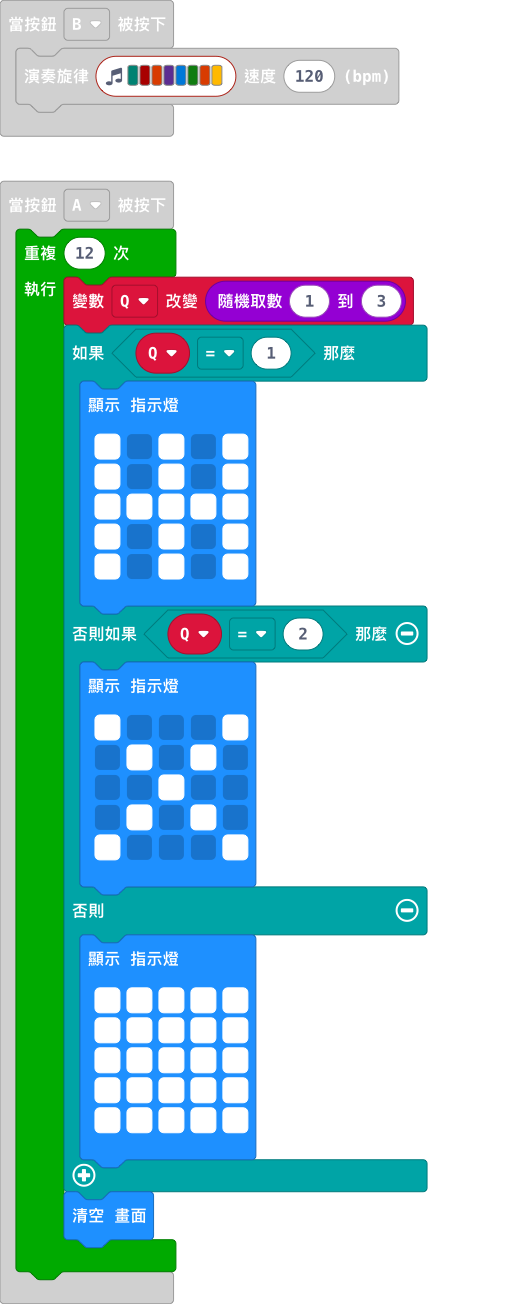 當按鈕 B 被按下
演奏旋律 速度 120 (bpm)
當按鈕 A 被按下
重複 12 次
執行
變數 Q 改變 隨機取數 1 到 3
如果 Q = 1 那麼
顯示 指示燈
否則如果 Q = 2 那麼
顯示 指示燈
否則
顯示 指示燈
清空 畫面